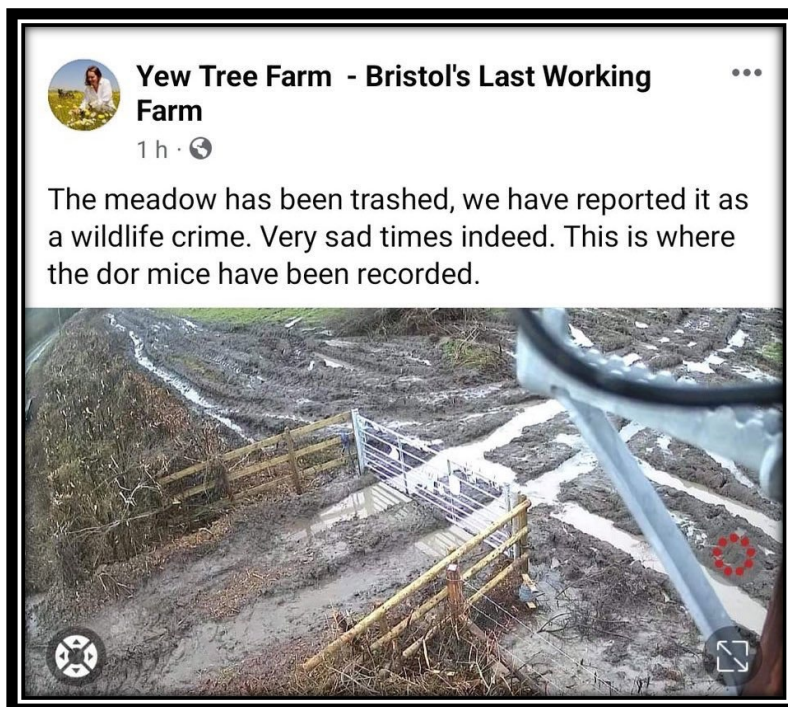 Yew Tree Farm - Bristol's Last Working
Farm
1 h ·
The meadow has been trashed, we have reported it as
a wildlife crime. Very sad times indeed. This is where
the dor mice have been recorded.